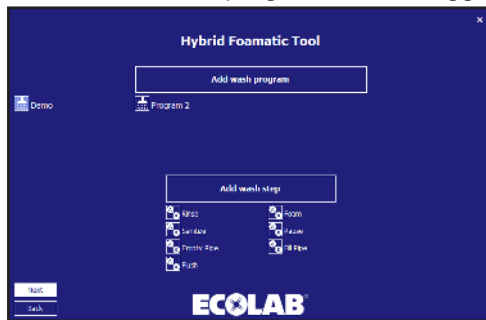 Hybrid Foamatic Tool
Add wash program
Demo Program 2
Add wash step
Rinse Foam
Sanitize Pause
Empty Pipe Fill Pipe
Push
Next
Back
ECOLAB®